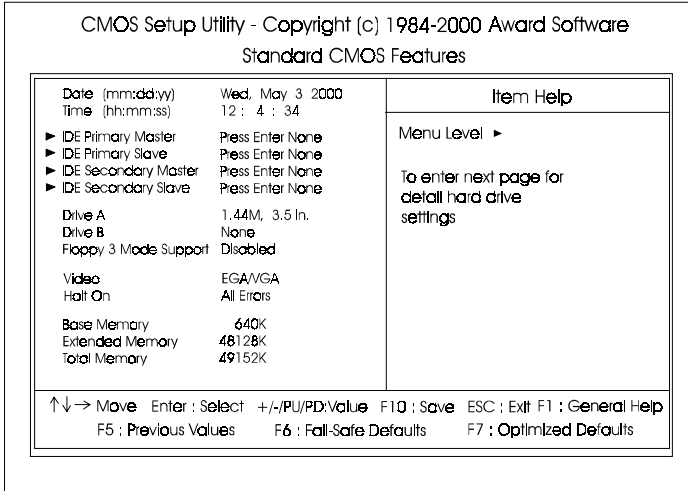 CMOS Setup Utility - Copyright (c) 1984-2000 Award Software
Standard CMOS Features
Date (mm:dd:yy) Wed, May 3 2000
Time (hh:mm:ss) 12 : 4 : 34
► IDE Primary Master Press Enter None
► IDE Primary Slave Press Enter None
► IDE Secondary Master Press Enter None
► IDE Secondary Slave Press Enter None
Drive A 1.44M, 3.5 in.
Drive B None
Floppy 3 Mode Support Disabled
Video EGA/VGA
Halt On All Errors
Base Memory 640K
Extended Memory 48128K
Total Memory 49152K
Item Help
Menu Level ►
To enter next page for
detail hard drive
settings
↑↓→ Move Enter : Select +/-/PU/PD:Value F10 : Save ESC : Exit F1 : General Help
F5 : Previous Values F6 : Fail-Safe Defaults F7 : Optimized Defaults